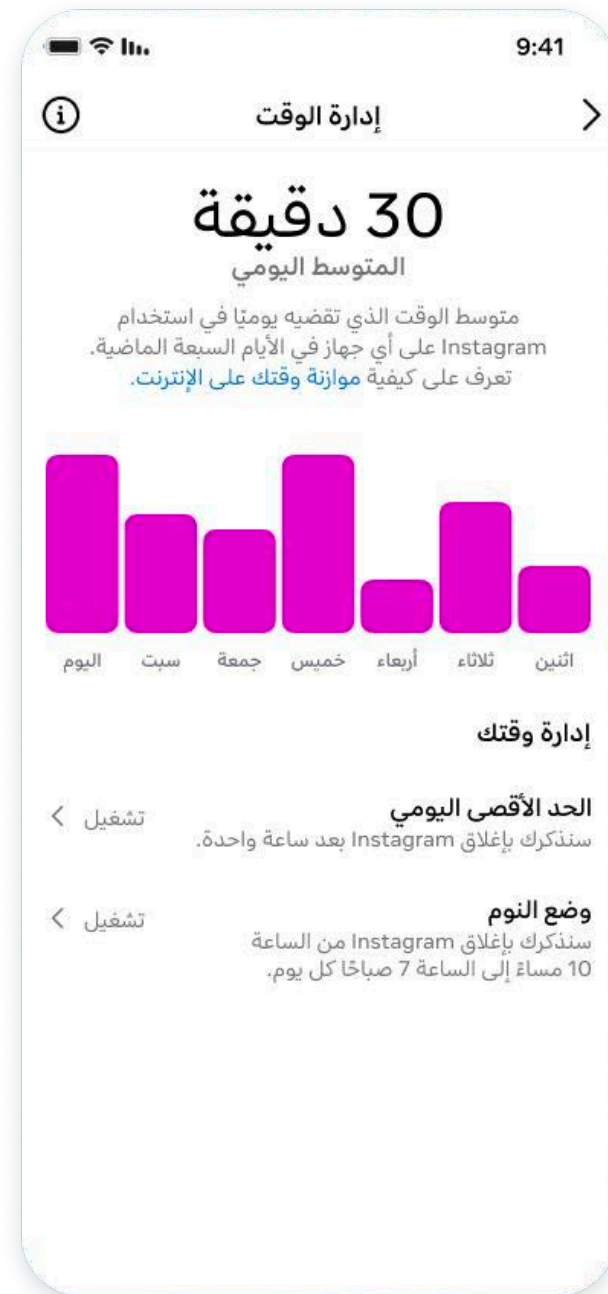 9:41
إدارة الوقت
30 دقيقة
المتوسط اليومي
متوسط الوقت الذي تقضيه يوميًا في استخدام
Instagram على أي جهاز في الأيام السبعة الماضية.
تعرف على كيفية موازنة وقتك على الإنترنت.
اثنين ثلاثاء أربعاء خميس جمعة سبت اليوم
إدارة وقتك
الحد الأقصى اليومي تشغيل
سنذكرك بإغلاق Instagram بعد ساعة واحدة.
وضع النوم تشغيل
سنذكرك بإغلاق Instagram من الساعة
10 مساءً إلى الساعة 7 صباحًا كل يوم.